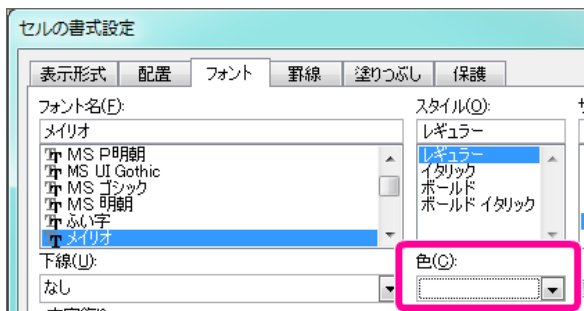 セルの書式設定
表示形式 配置 フォント 罫線 塗りつぶし 保護
フォント名(F): スタイル(O):
メイリオ レギュラー
MS P明朝 レギュラー
MS UI Gothic イタリック
MS ゴシック ボールド
MS 明朝 ボールド イタリック
ふい字
メイリオ
下線(U): 色(C):
なし